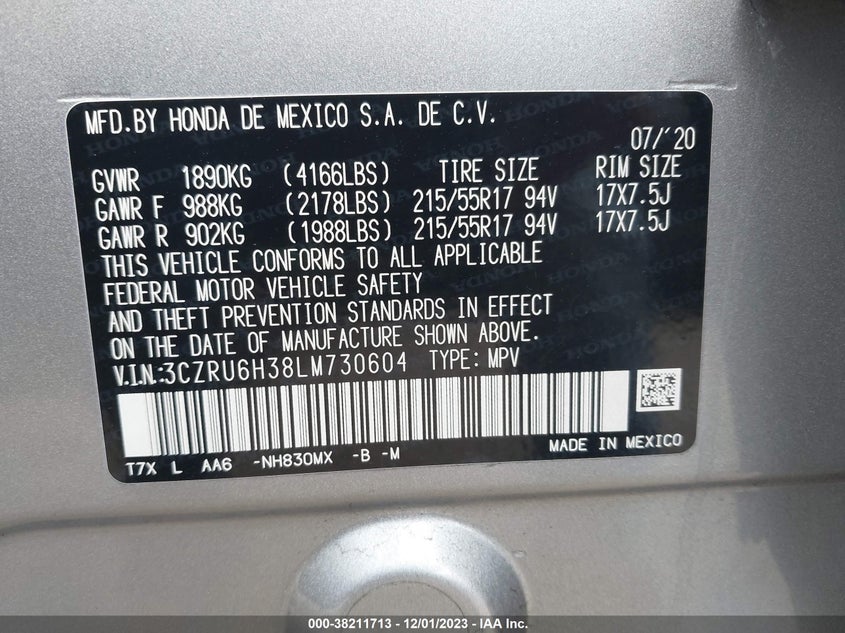 MFD.BY HONDA DE MEXICO S.A. DE C.V.
07/'20
GVWR 1890KG (4166LBS) TIRE SIZE RIM SIZE
GAWR F 988KG (2178LBS) 215/55R17 94V 17X7.5J
GAWR R 902KG (1988LBS) 215/55R17 94V 17X7.5J
THIS VEHICLE CONFORMS TO ALL APPLICABLE
FEDERAL MOTOR VEHICLE SAFETY
AND THEFT PREVENTION STANDARDS IN EFFECT
ON THE DATE OF MANUFACTURE SHOWN ABOVE.
V.I.N.:3CZRU6H38LM730604 TYPE: MPV
T7X L AA6 -NH830MX -B -M MADE IN MEXICO
000-38211713 - 12/01/2023 - IAA Inc.